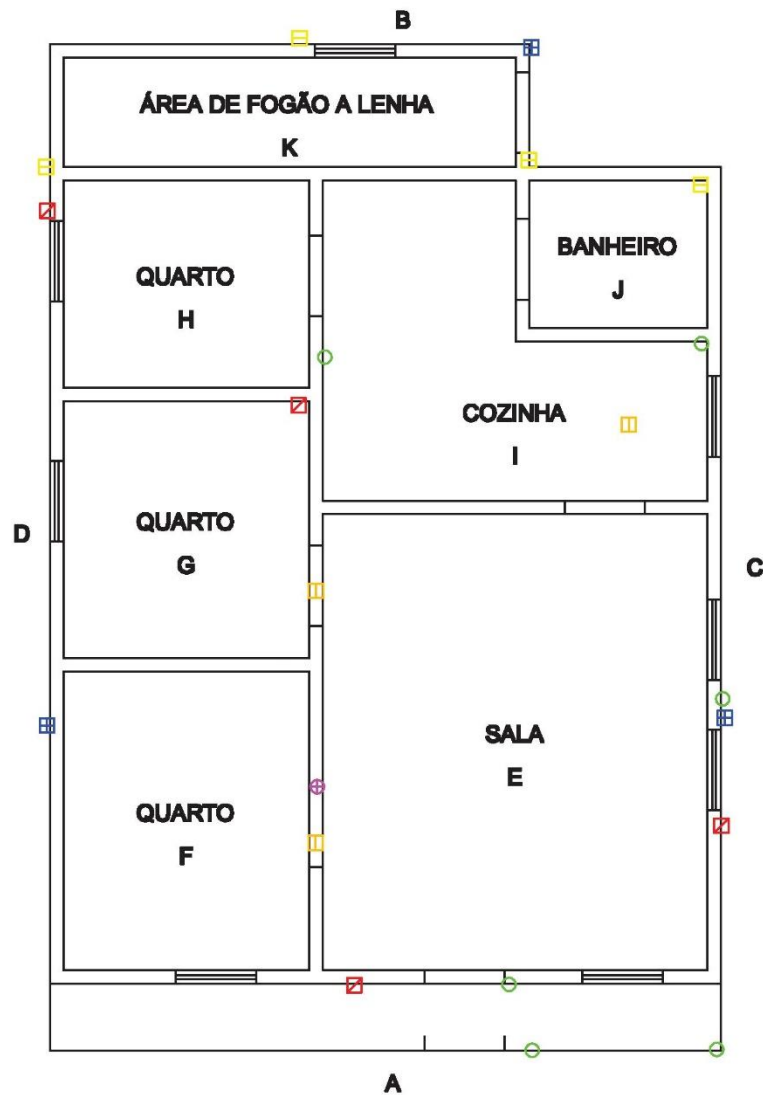 B
ÁREA DE FOGÃO A LENHA
K
QUARTO
H
BANHEIRO
J
COZINHA
I
D
QUARTO
G
C
SALA
E
QUARTO
F
A